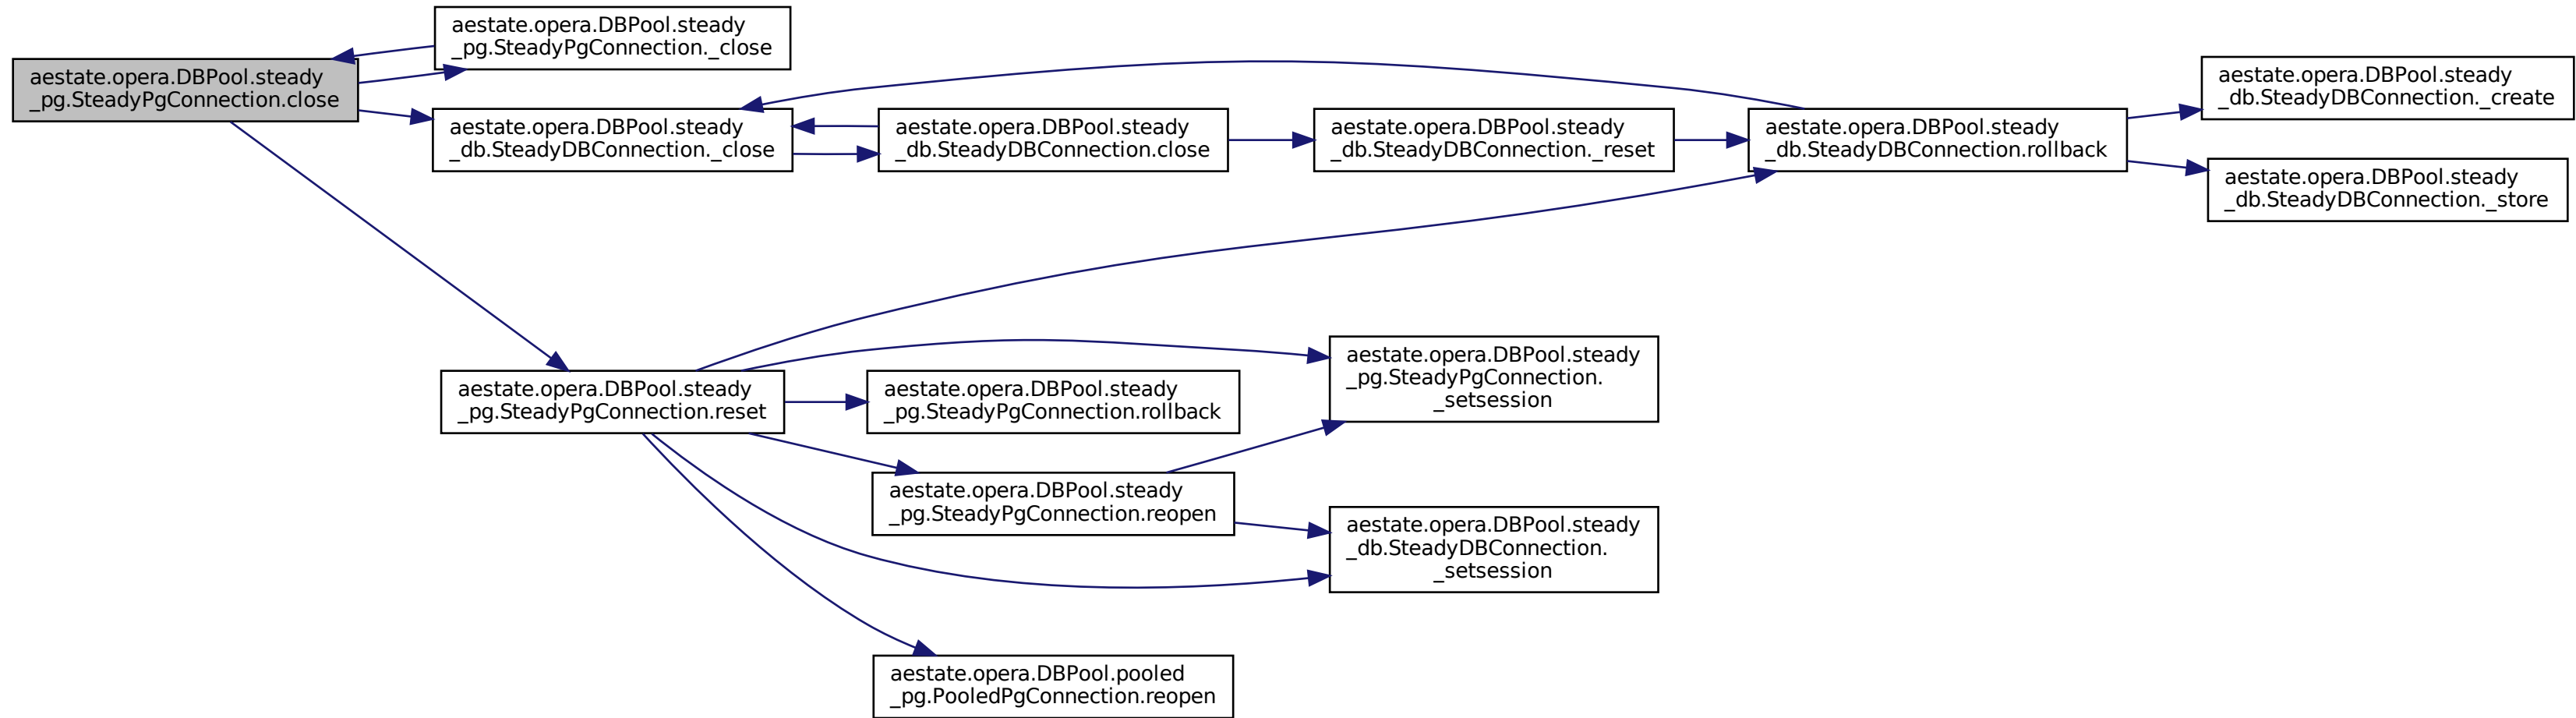 aestate.opera.DBPool.steady
_pg.SteadyPgConnection.close
aestate.opera.DBPool.steady
_pg.SteadyPgConnection._close
aestate.opera.DBPool.steady
_db.SteadyDBConnection._close
aestate.opera.DBPool.steady
_db.SteadyDBConnection.close
aestate.opera.DBPool.steady
_db.SteadyDBConnection._reset
aestate.opera.DBPool.steady
_db.SteadyDBConnection.rollback
aestate.opera.DBPool.steady
_db.SteadyDBConnection._create
aestate.opera.DBPool.steady
_db.SteadyDBConnection._store
aestate.opera.DBPool.steady
_pg.SteadyPgConnection.reset
aestate.opera.DBPool.steady
_pg.SteadyPgConnection.
_setsession
aestate.opera.DBPool.steady
_pg.SteadyPgConnection.rollback
aestate.opera.DBPool.steady
_pg.SteadyPgConnection.reopen
aestate.opera.DBPool.steady
_db.SteadyDBConnection.
_setsession
aestate.opera.DBPool.pooled
_pg.PooledPgConnection.reopen